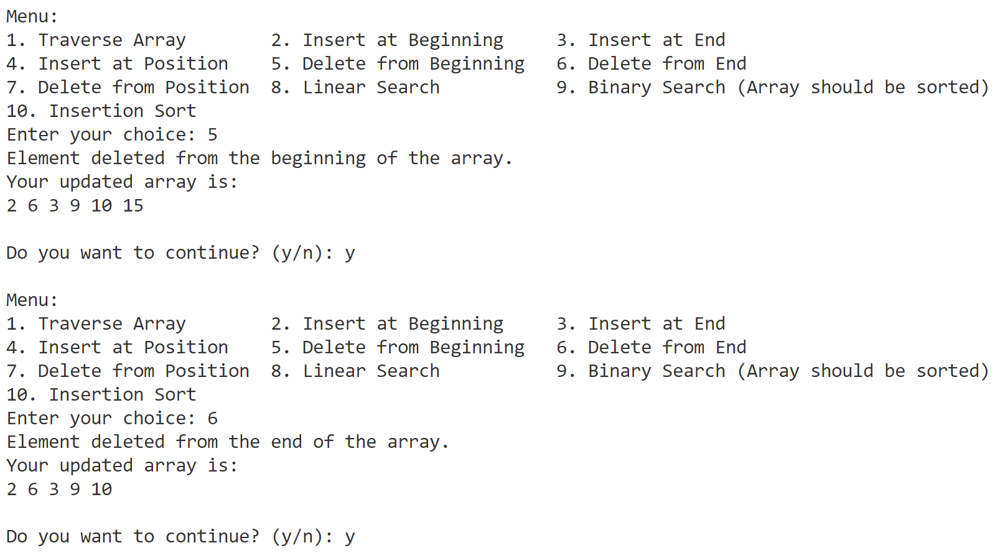 Menu:
1. Traverse Array        2. Insert at Beginning     3. Insert at End
4. Insert at Position    5. Delete from Beginning   6. Delete from End
7. Delete from Position  8. Linear Search           9. Binary Search (Array should be sorted)
10. Insertion Sort
Enter your choice: 5
Element deleted from the beginning of the array.
Your updated array is:
2 6 3 9 10 15

Do you want to continue? (y/n): y

Menu:
1. Traverse Array        2. Insert at Beginning     3. Insert at End
4. Insert at Position    5. Delete from Beginning   6. Delete from End
7. Delete from Position  8. Linear Search           9. Binary Search (Array should be sorted)
10. Insertion Sort
Enter your choice: 6
Element deleted from the end of the array.
Your updated array is:
2 6 3 9 10

Do you want to continue? (y/n): y